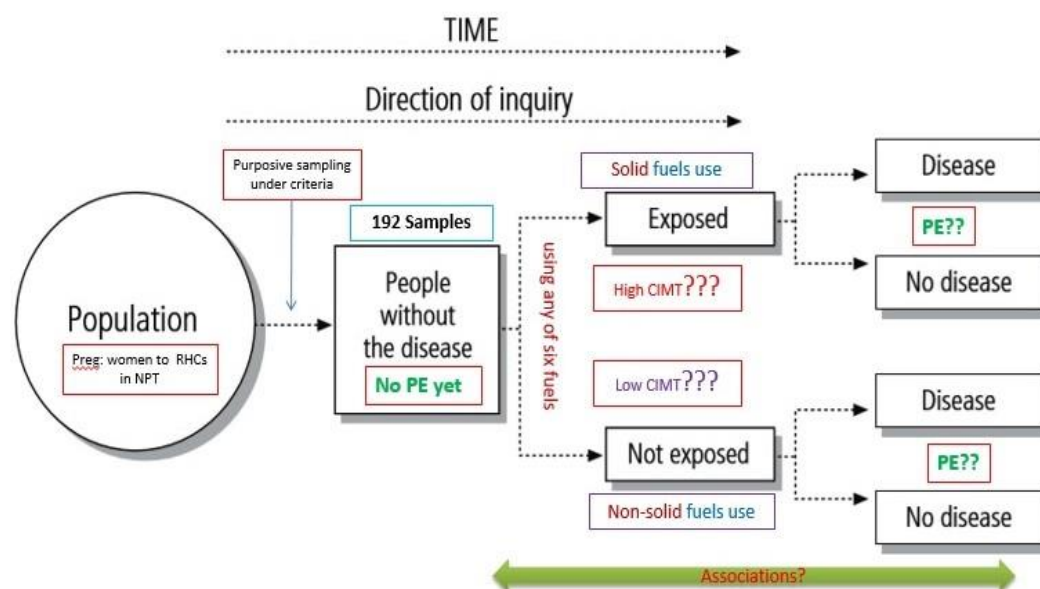 TIME
Direction of inquiry
Purposive sampling
under criteria
Population
Preg: women to RHCs
in NPT
192 Samples
People
without
the disease
No PE yet
using any of six fuels
Solid fuels use
Exposed
High CIMT???
Low CIMT???
Not exposed
Non-solid fuels use
Disease
PE??
No disease
Disease
PE??
No disease
Associations?